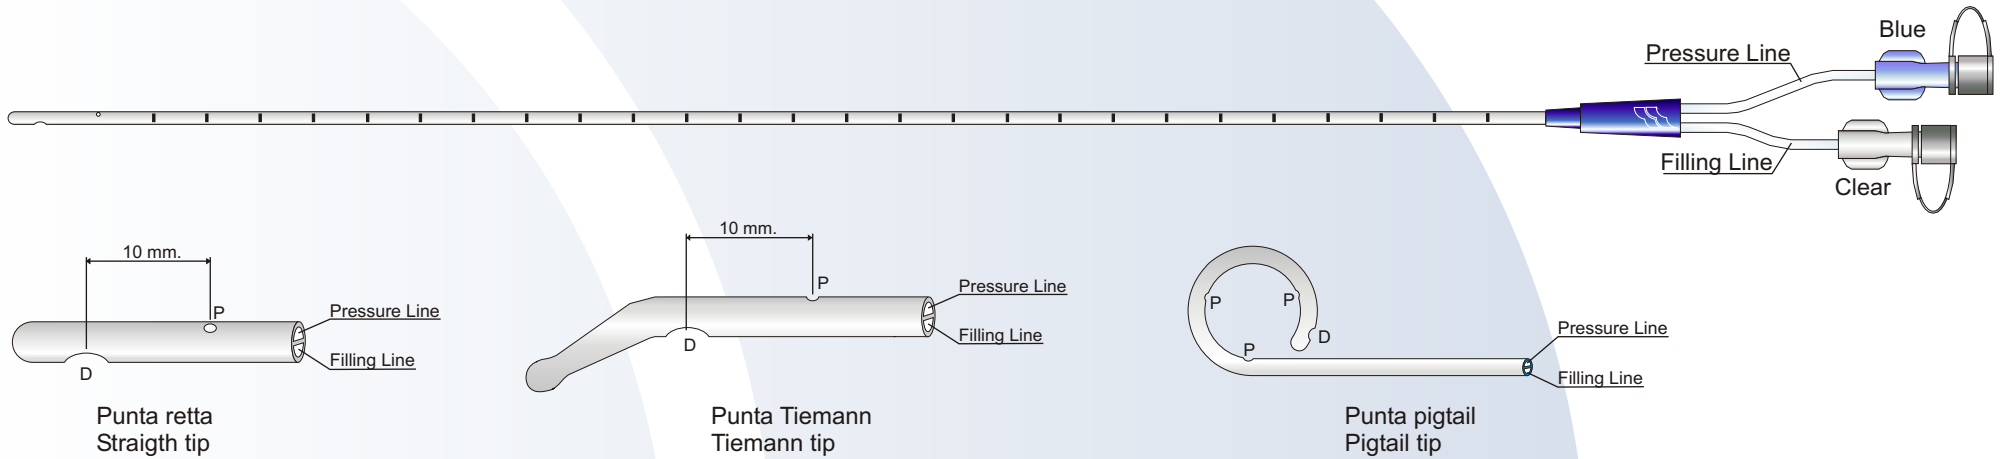 Blue
Pressure Line
Filling Line
Clear
10 mm.
P
D
Pressure Line
Filling Line
Punta retta
Straigth tip
10 mm.
P
D
Pressure Line
Filling Line
Punta Tiemann
Tiemann tip
P
P
D
P
Pressure Line
Filling Line
Punta pigtail
Pigtail tip